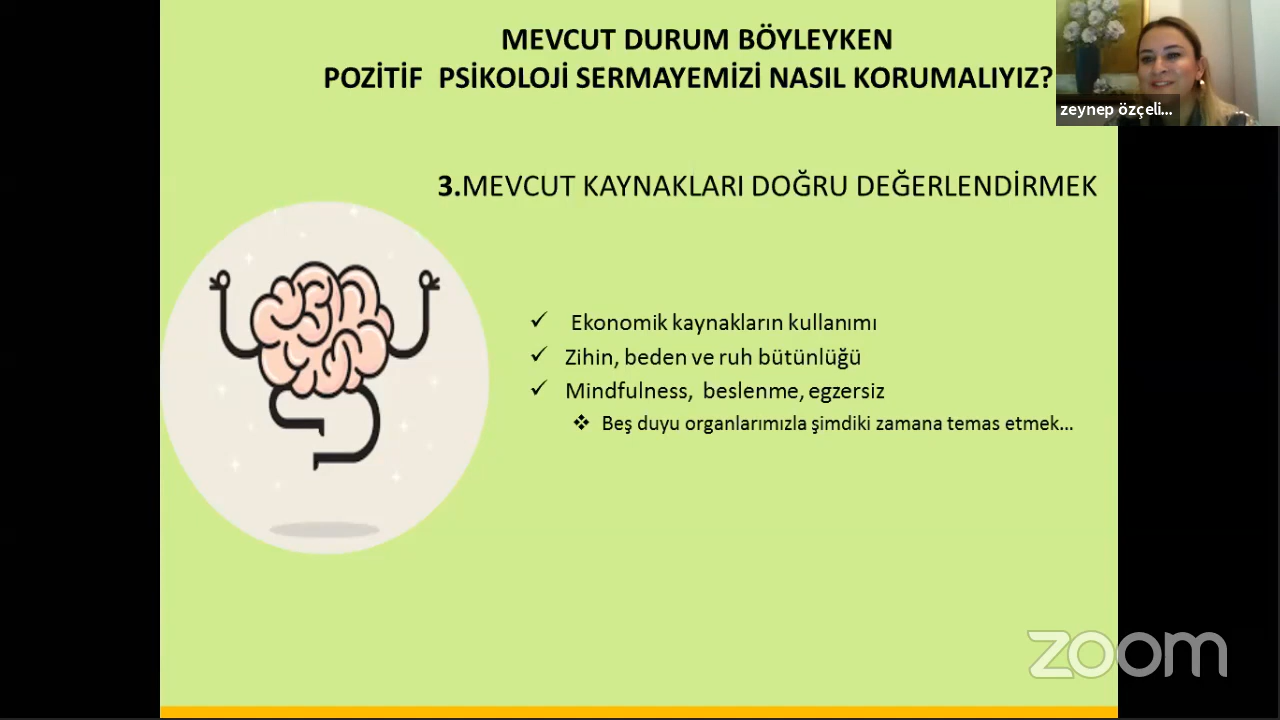 MEVCUT DURUM BÖYLEYKEN
POZİTİF PSİKOLOJİ SERMAYEMİZİ NASIL KORUMALIYIZ?
zeynep özçeli...
3.MEVCUT KAYNAKLARI DOĞRU DEĞERLENDİRMEK
Ekonomik kaynakların kullanımı
Zihin, beden ve ruh bütünlüğü
Mindfulness, beslenme, egzersiz
Beş duyu organlarımızla şimdiki zamana temas etmek...
zoom